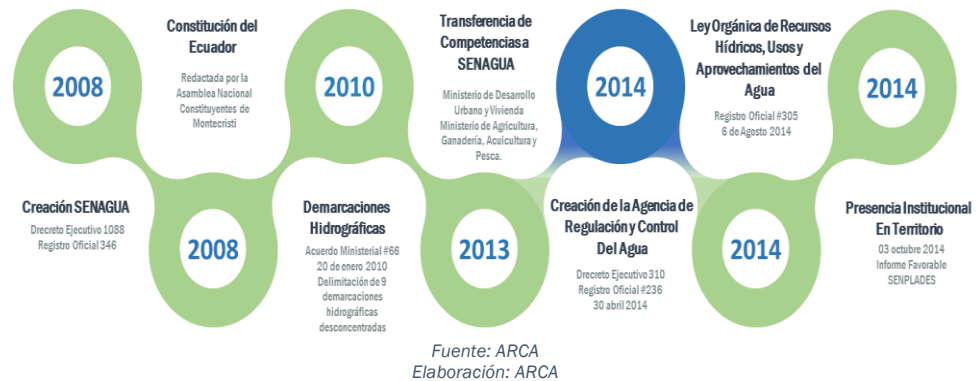 2008
Creación SENAGUA
Drecreto Ejecutivo 1088
Registro Oficial 346
Constitución del
Ecuador
Redactada por la
Asamblea Nacional
Constituyentes de
Montecristi
2008
2010
Demarcaciones
Hidrográficas
Acuerdo Ministerial #66
20 de enero 2010
Delimitación de 9
demarcaciones
hidrográficas
desconcentradas
Transferencia de
Competencias a
SENAGUA
Ministerio de Desarrollo
Urbano y Vivienda
Ministerio de Agricultura,
Ganadería, Acuicultura y
Pesca.
2013
2014
Creación de la Agencia de
Regulación y Control
Del Agua
Decreto Ejecutivo 310
Registro Oficial #236
30 abril 2014
Ley Orgánica de Recursos
Hídricos, Usos y
Aprovechamientos del
Agua
Registro Oficial #305
6 de Agosto 2014
2014
2014
Presencia Institucional
En Territorio
03 octubre 2014
Informe Favorable
SENPLADES
Fuente: ARCA
Elaboración: ARCA